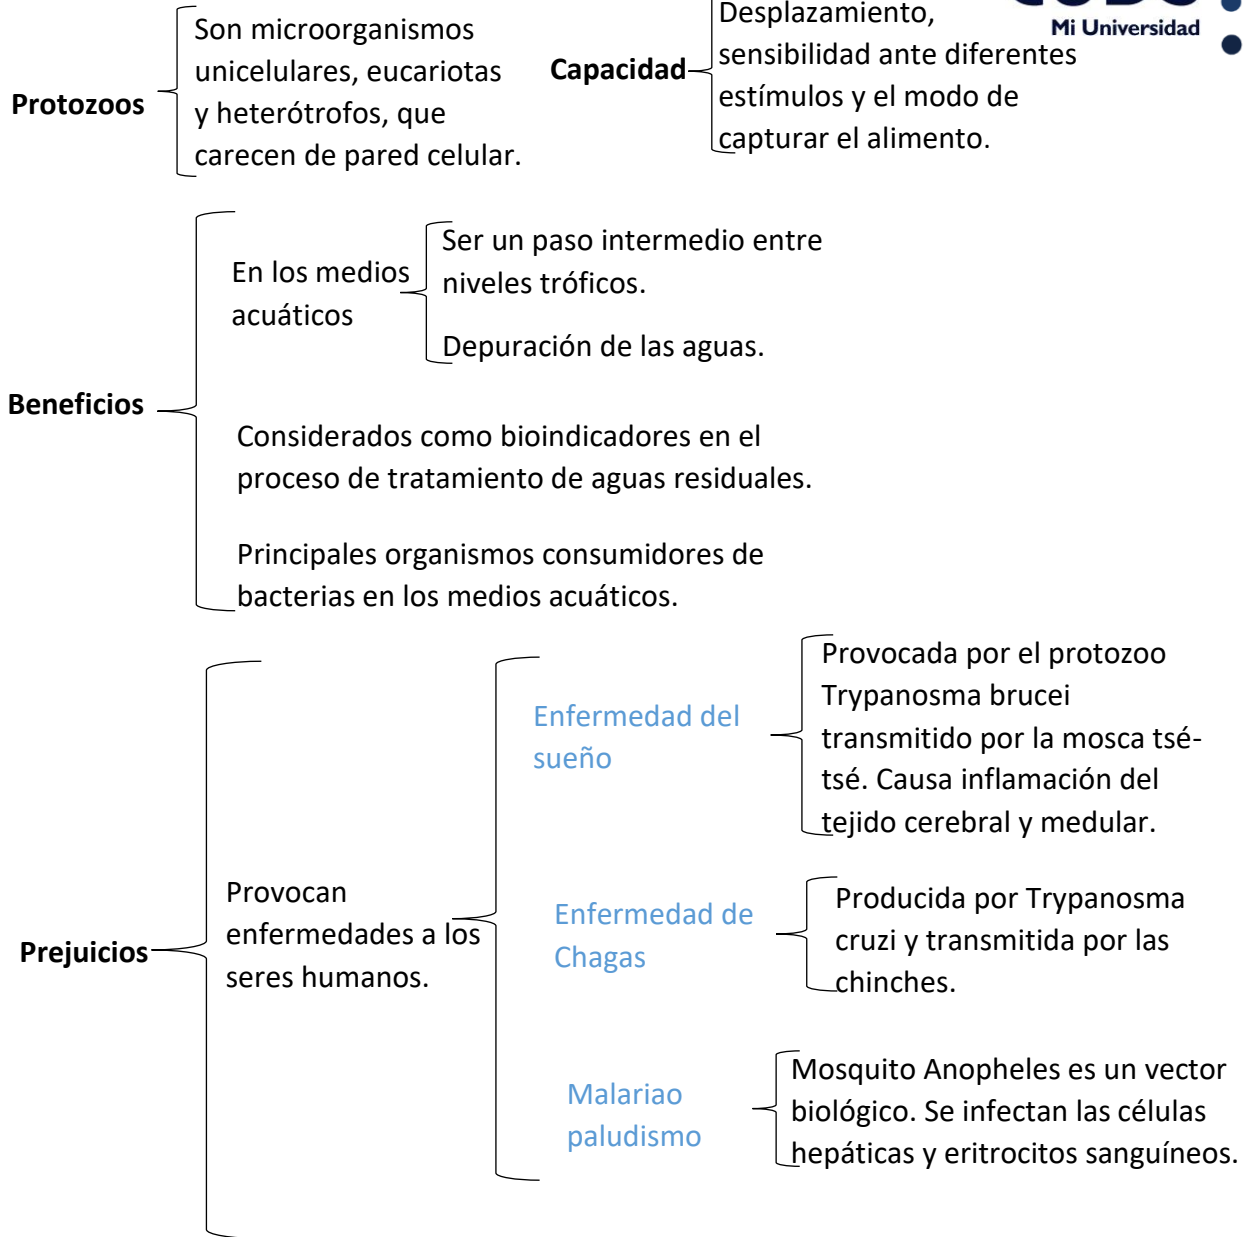 Mi Universidad
Protozoos
Son microorganismos
unicelulares, eucariotas
y heterótrofos, que
carecen de pared celular.
Capacidad
Desplazamiento,
sensibilidad ante diferentes
estímulos y el modo de
capturar el alimento.
Beneficios
En los medios
acuáticos
Ser un paso intermedio entre
niveles tróficos.
Depuración de las aguas.
Considerados como bioindicadores en el
proceso de tratamiento de aguas residuales.
Principales organismos consumidores de
bacterias en los medios acuáticos.
Prejuicios
Provocan
enfermedades a los
seres humanos.
Enfermedad del
sueño
Provocada por el protozoo
Trypanosma brucei
transmitido por la mosca tsé-
tsé. Causa inflamación del
tejido cerebral y medular.
Enfermedad de
Chagas
Producida por Trypanosma
cruzi y transmitida por las
chinches.
Malariao
paludismo
Mosquito Anopheles es un vector
biológico. Se infectan las células
hepáticas y eritrocitos sanguíneos.